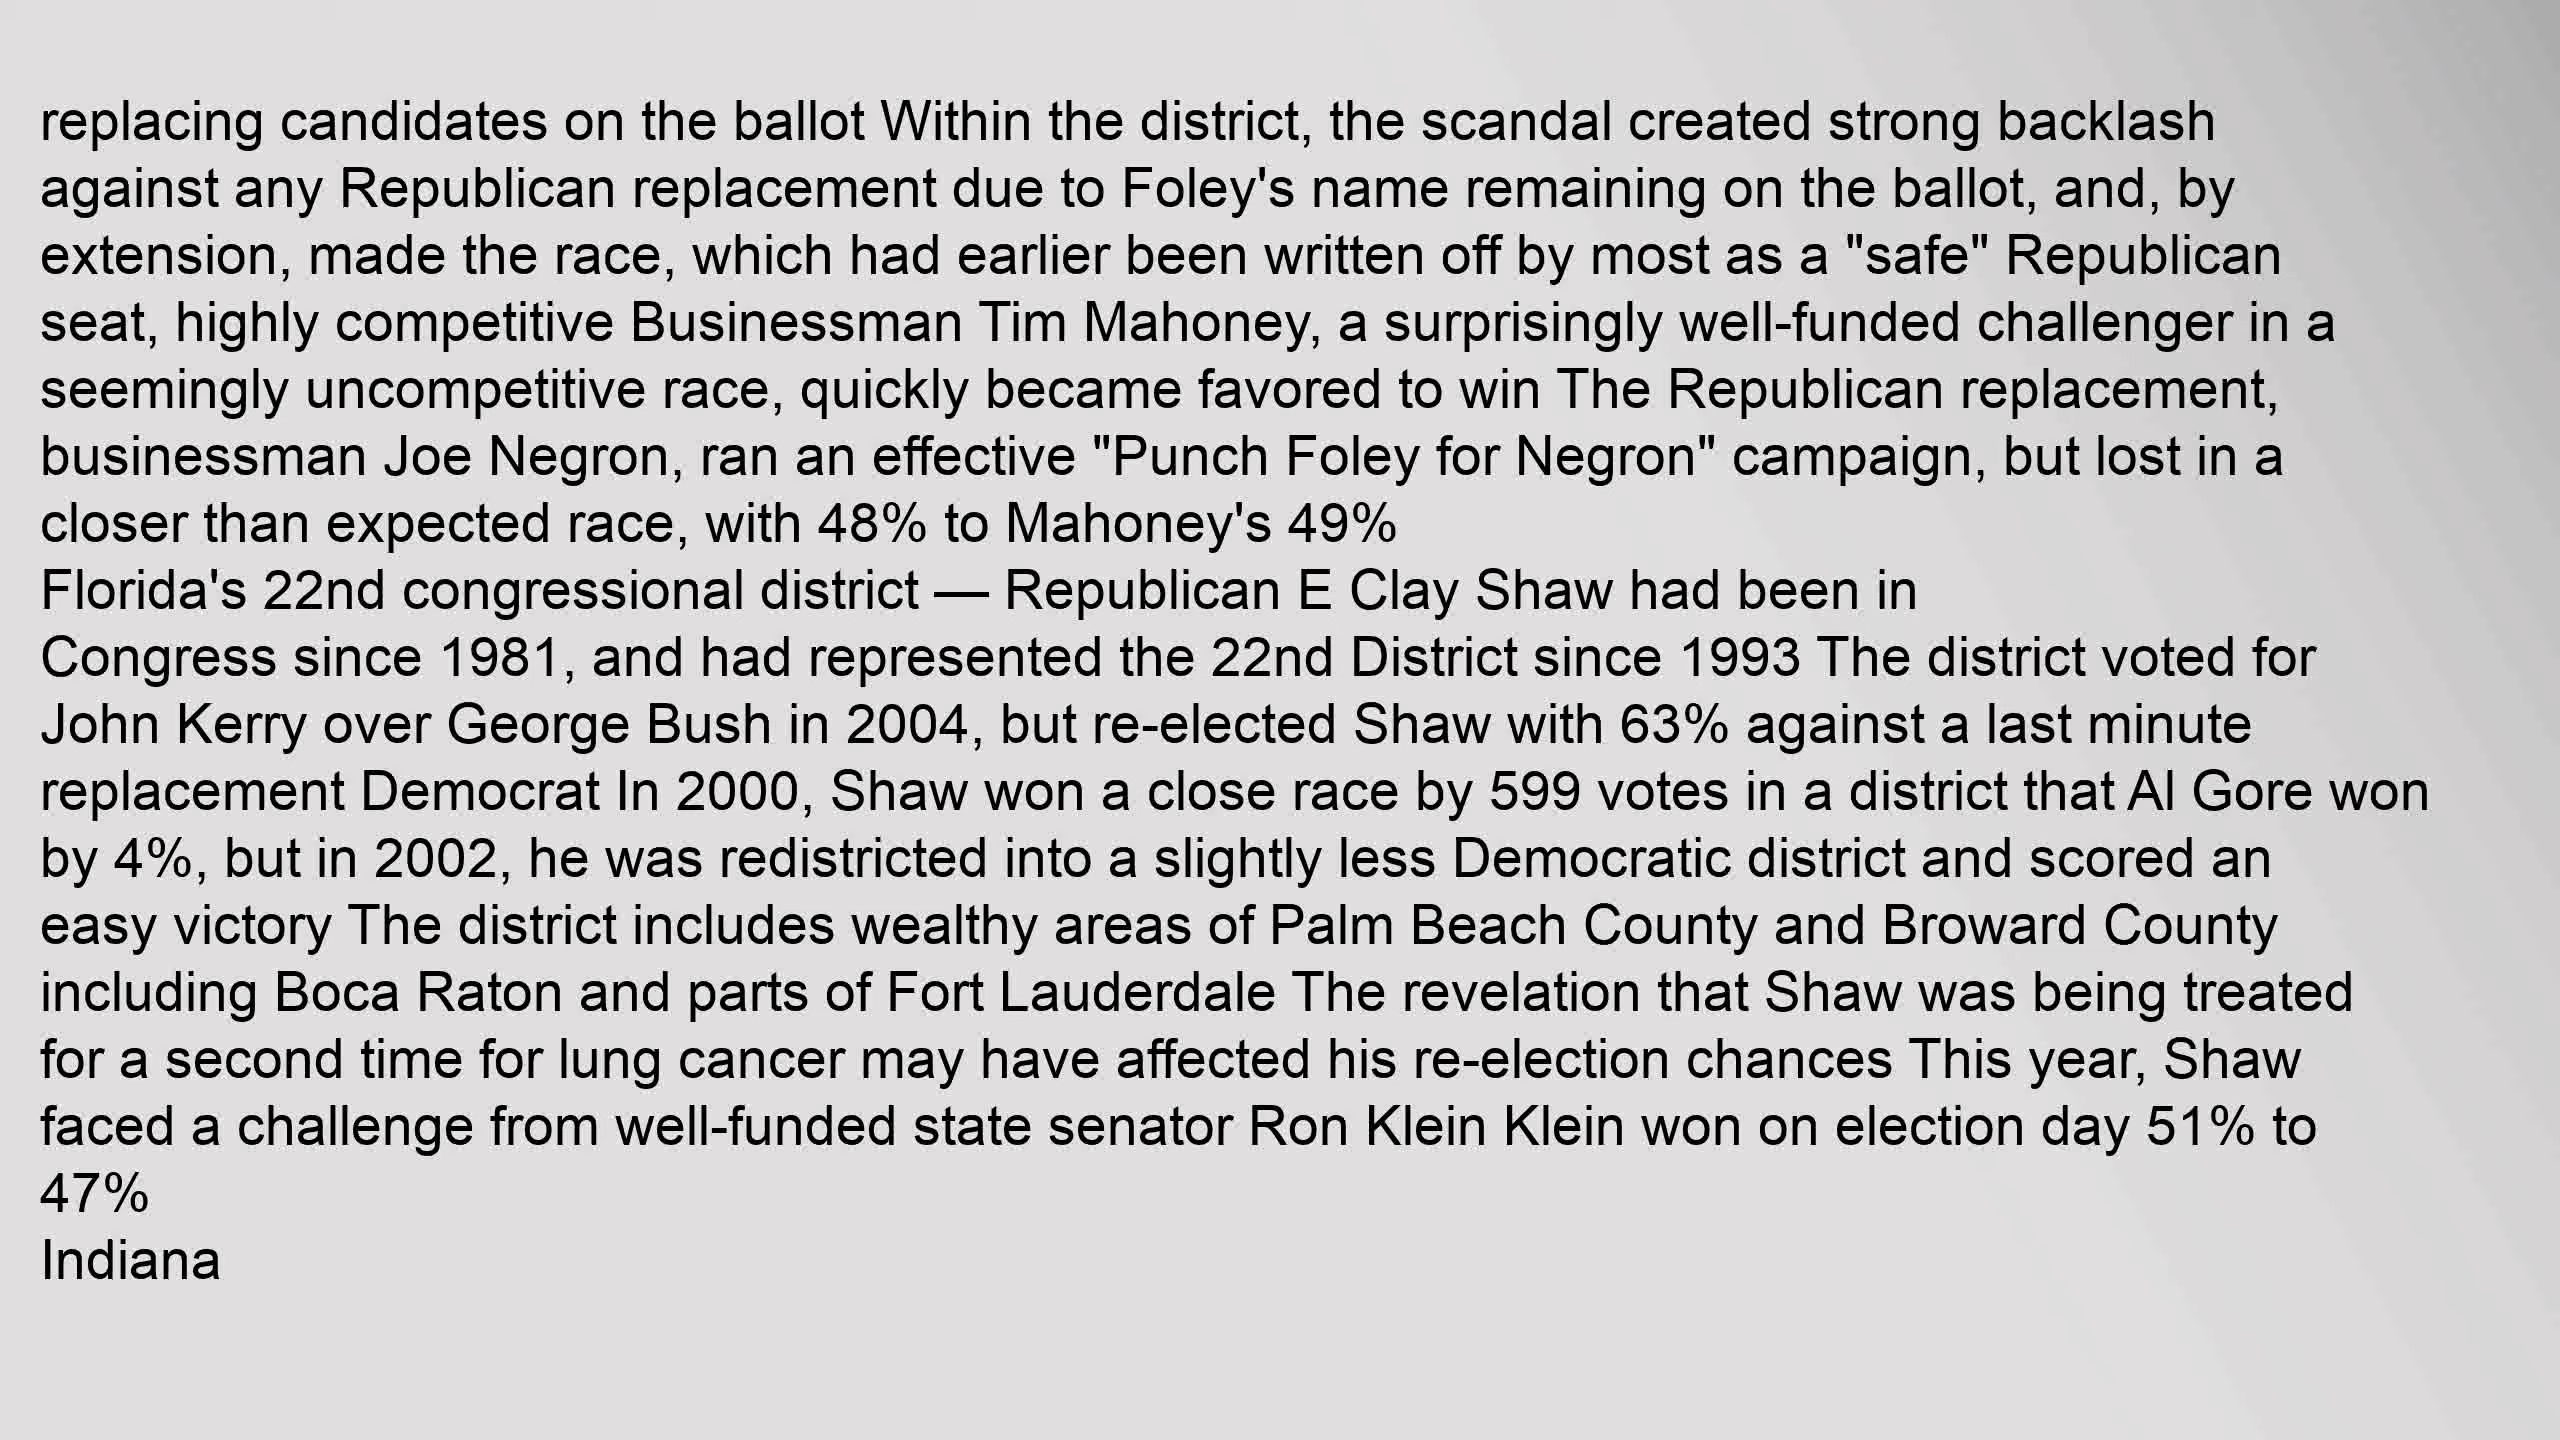 replacing candidates on the ballot Within the district, the scandal created strong backlash
against any Republican replacement due to Foley's name remaining on the ballot, and, by
extension, made the race, which had earlier been written off by most as a "safe" Republican
seat, highly competitive Businessman Tim Mahoney, a surprisingly well-funded challenger in a
seemingly uncompetitive race, quickly became favored to win The Republican replacement,
businessman Joe Negron, ran an effective "Punch Foley for Negron" campaign, but lost in a
closer than expected race, with 48% to Mahoney's 49%
Florida's 22nd congressional district — Republican E Clay Shaw had been in
Congress since 1981, and had represented the 22nd District since 1993 The district voted for
John Kerry over George Bush in 2004, but re-elected Shaw with 63% against a last minute
replacement Democrat In 2000, Shaw won a close race by 599 votes in a district that Al Gore won
by 4%, but in 2002, he was redistricted into a slightly less Democratic district and scored an
easy victory The district includes wealthy areas of Palm Beach County and Broward County
including Boca Raton and parts of Fort Lauderdale The revelation that Shaw was being treated
for a second time for lung cancer may have affected his re-election chances This year, Shaw
faced a challenge from well-funded state senator Ron Klein Klein won on election day 51% to
47%
Indiana